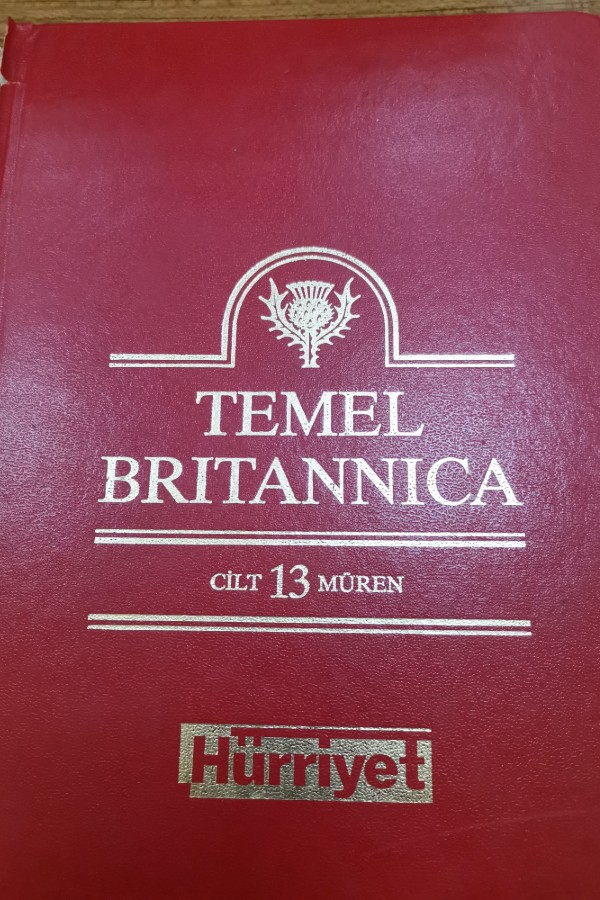 TEMEL
BRITANNICA
CİLT 13 MÜREN
Hürriyet